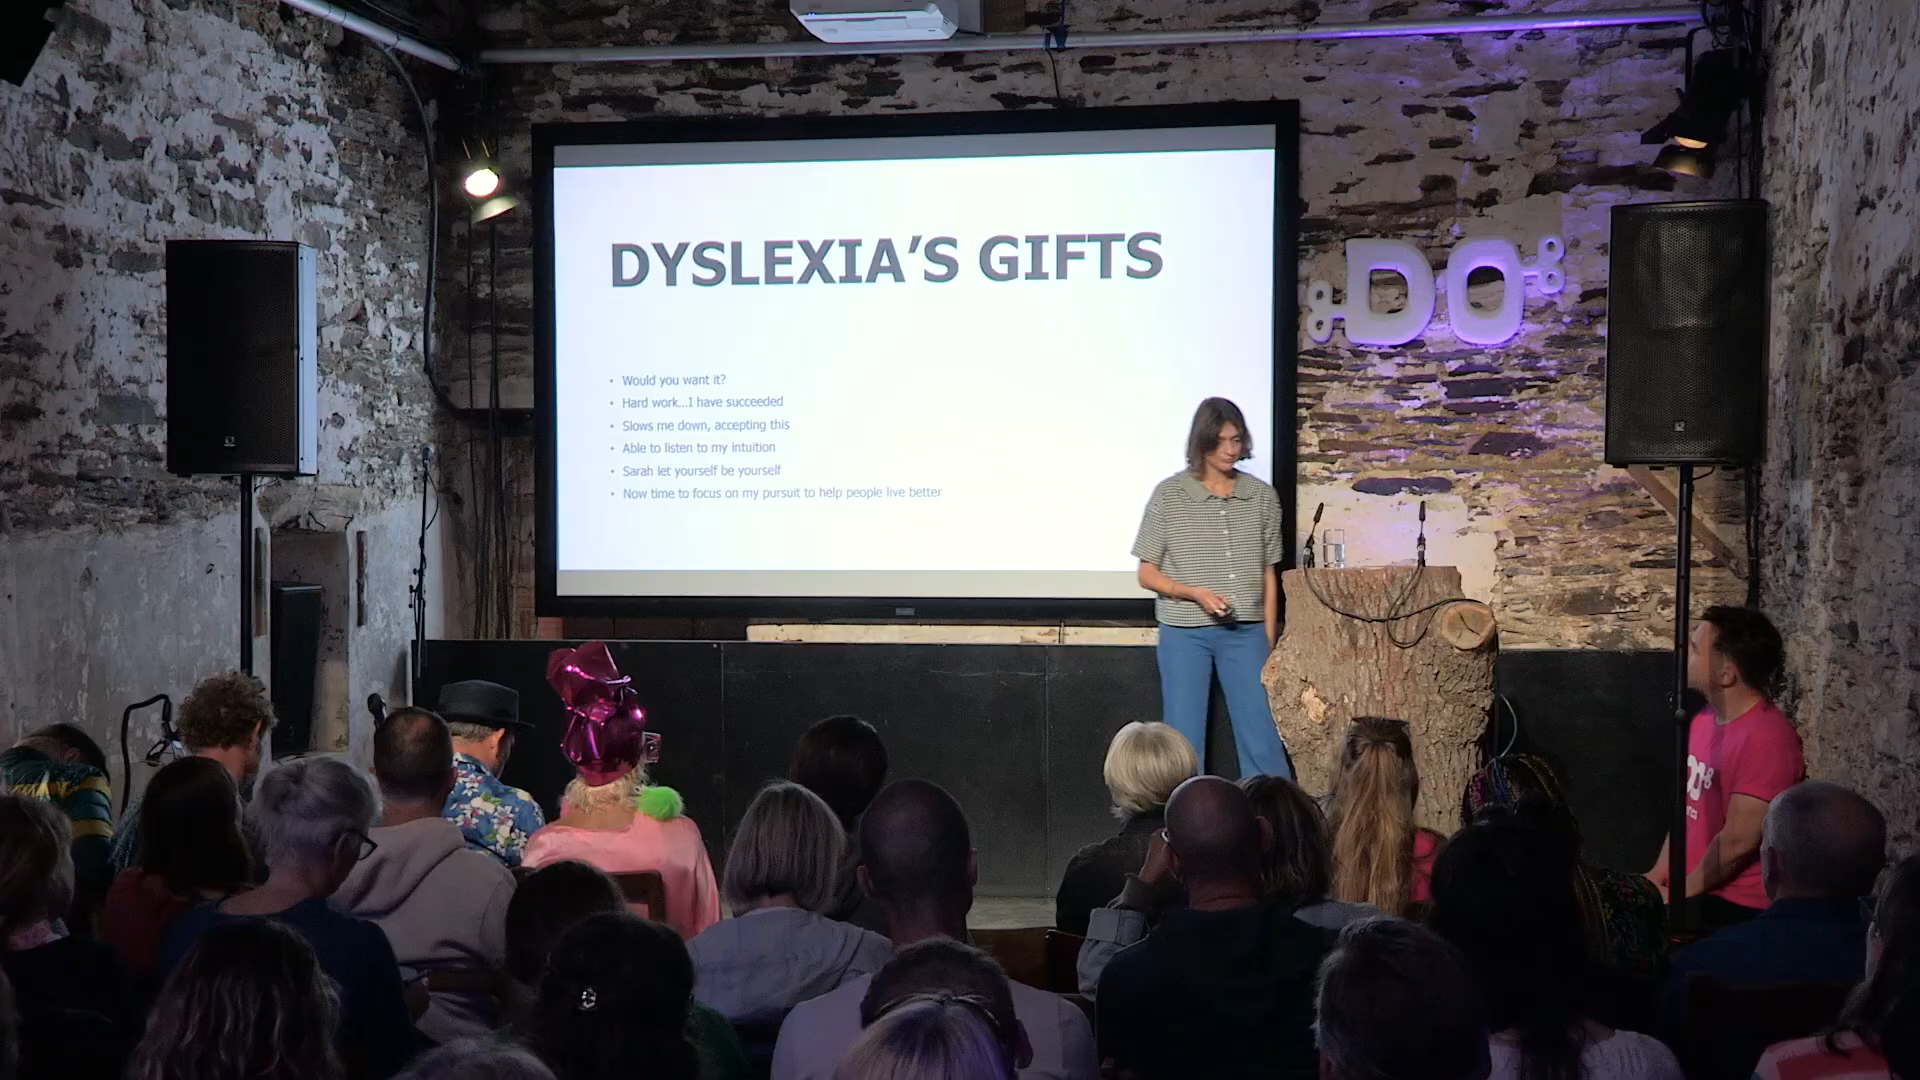 DYSLEXIA'S GIFTS
• Would you want it?
• Hard work...I have succeeded
• Slows me down, accepting this
• Able to listen to my intuition
• Sarah let yourself be yourself
• Now time to focus on my pursuit to help people live better
DO